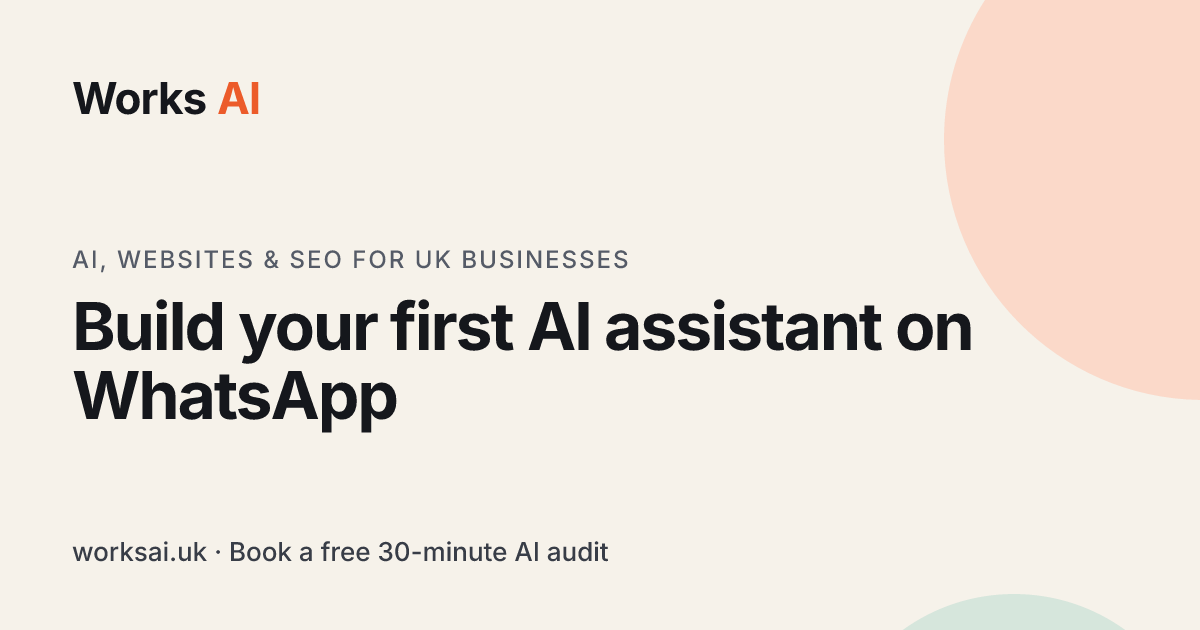 Works AI
AI, WEBSITES & SEO FOR UK BUSINESSES
Build your first AI assistant on
WhatsApp
worksai.uk · Book a free 30-minute AI audit